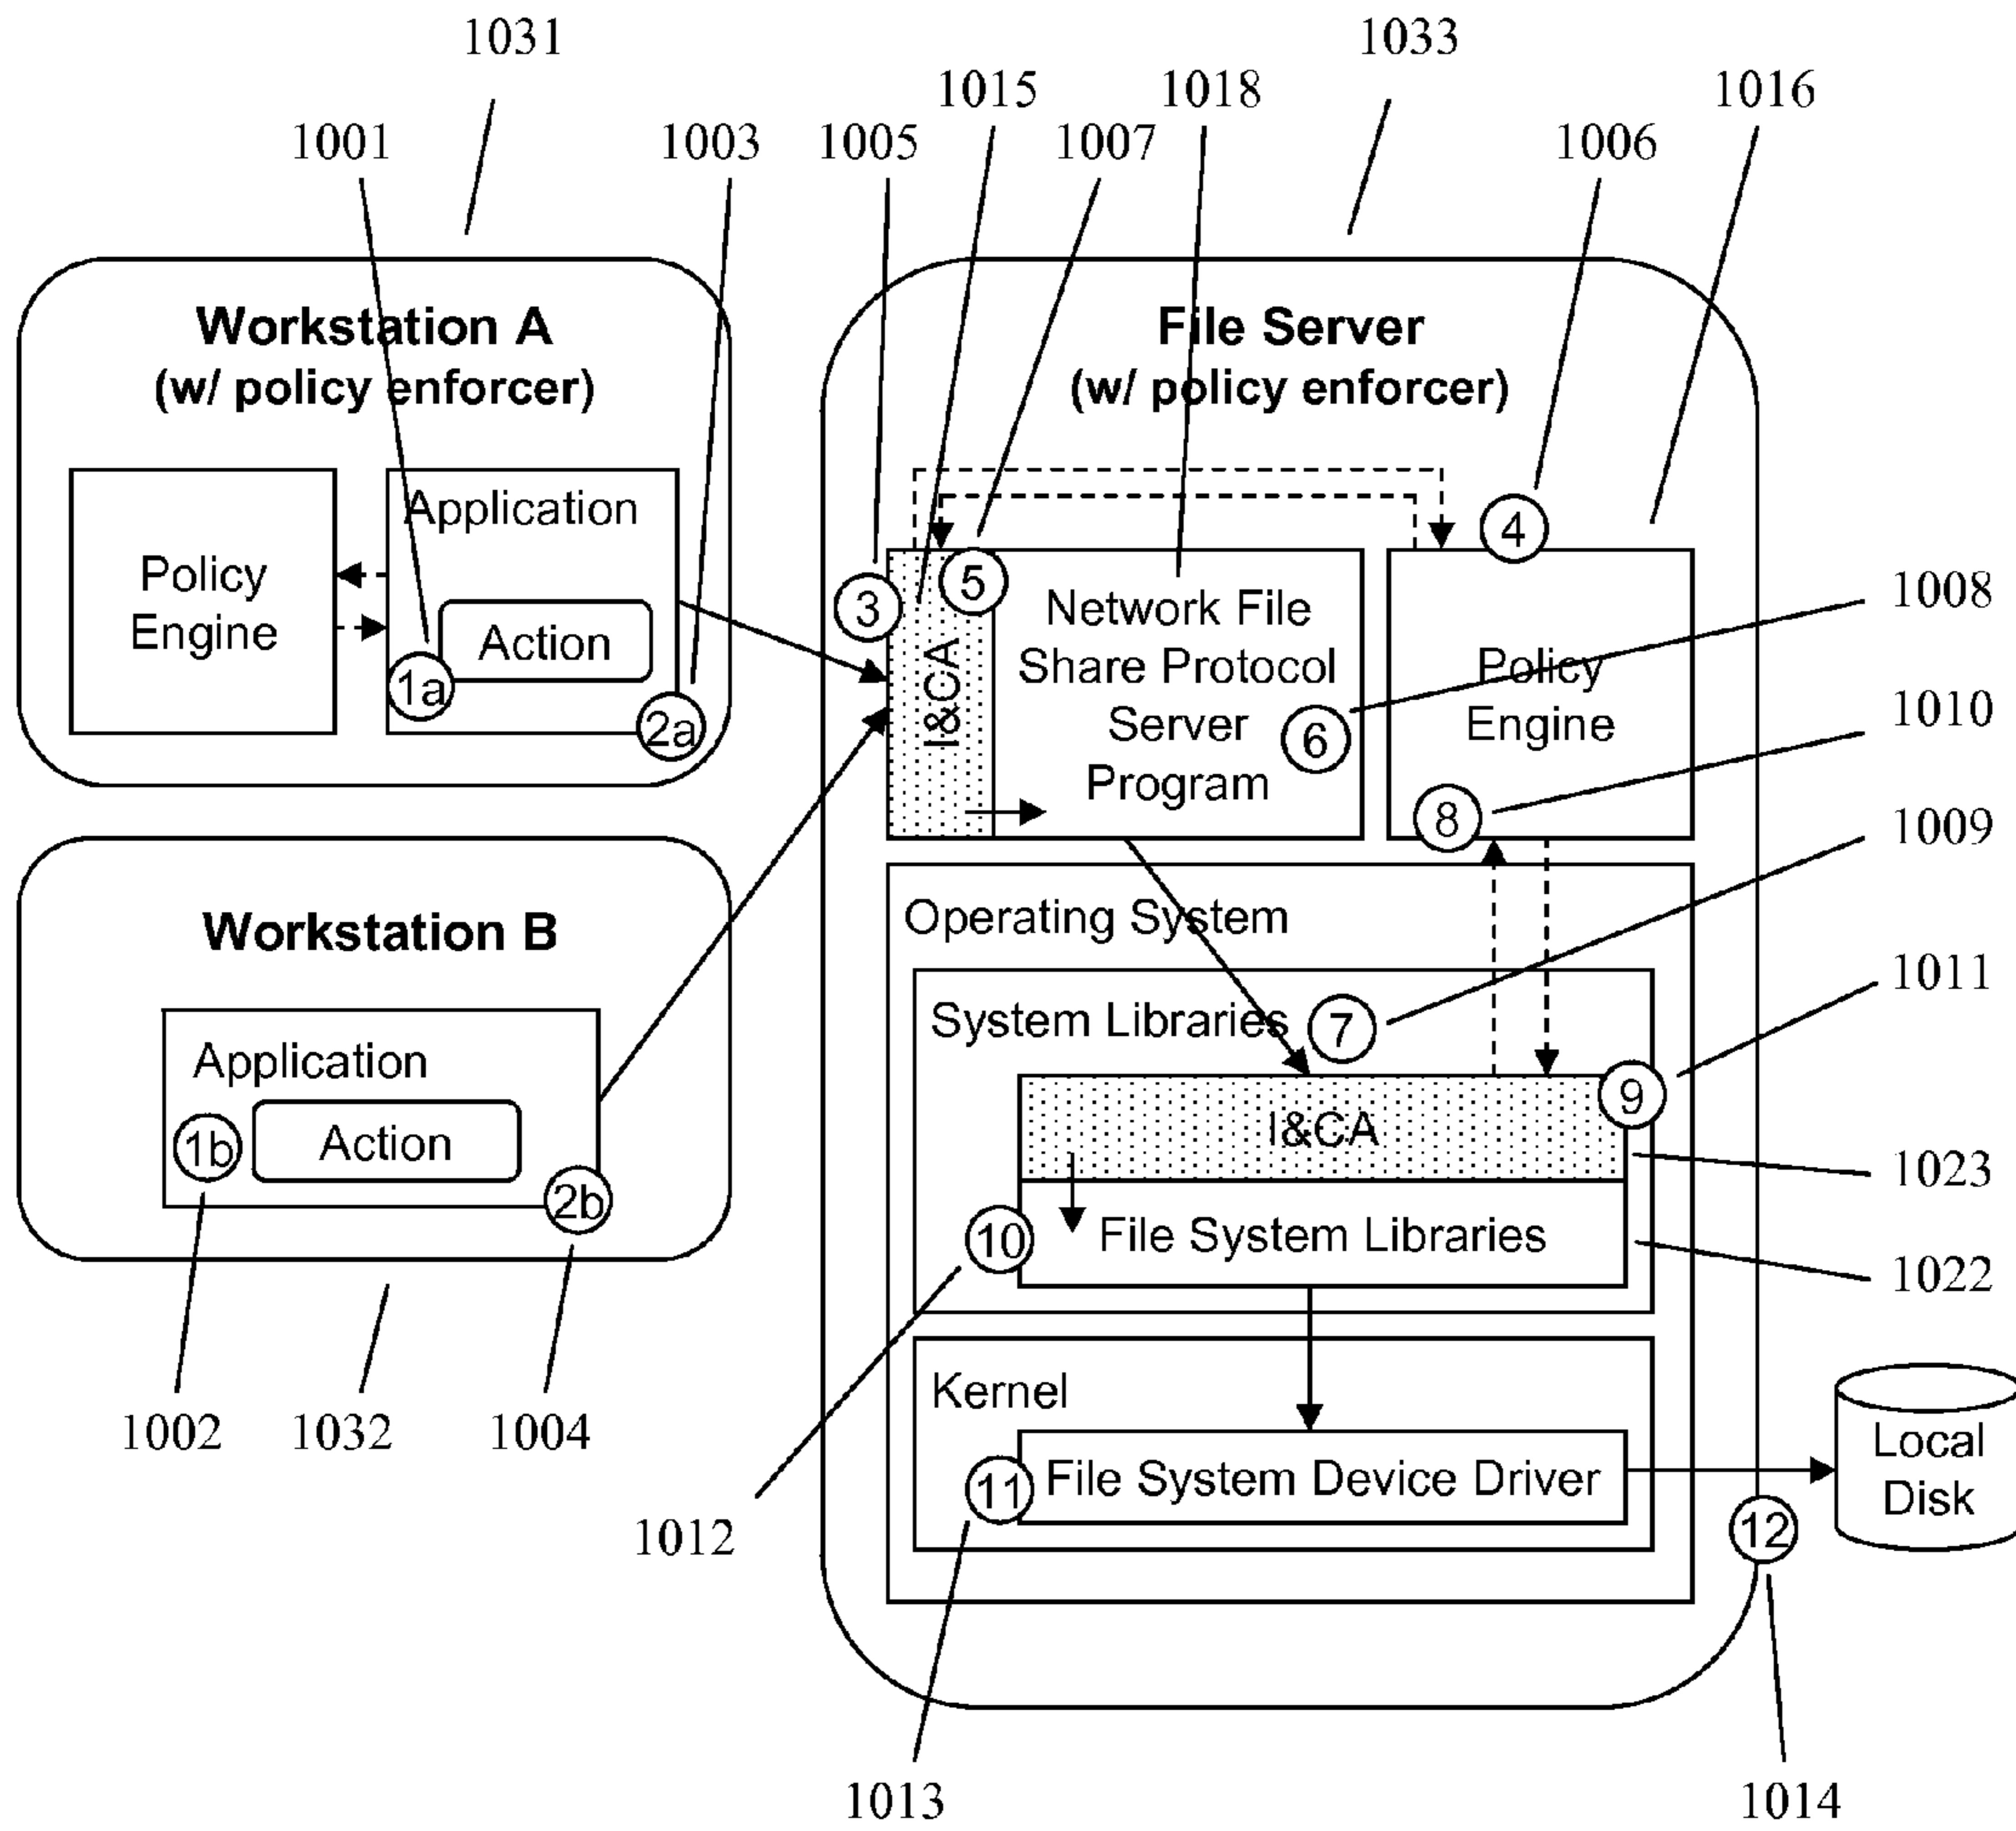 1031
1033
1015
1018
1016
1001
1003
1005
1007
1006
Workstation A
(w/ policy enforcer)
File Server
(w/ policy enforcer)
Policy
Engine
Application
Action
1a
2a
3
I&CA
5
Network File
Share Protocol
Server
Program
6
4
Policy
Engine
8
1008
1010
1009
1011
Workstation B
Application
1b
Action
2b
Operating System
System Libraries
7
I&CA
9
10
File System Libraries
1023
1022
Kernel
11
File System Device Driver
12
Local
Disk
1002
1032
1004
1012
1013
1014